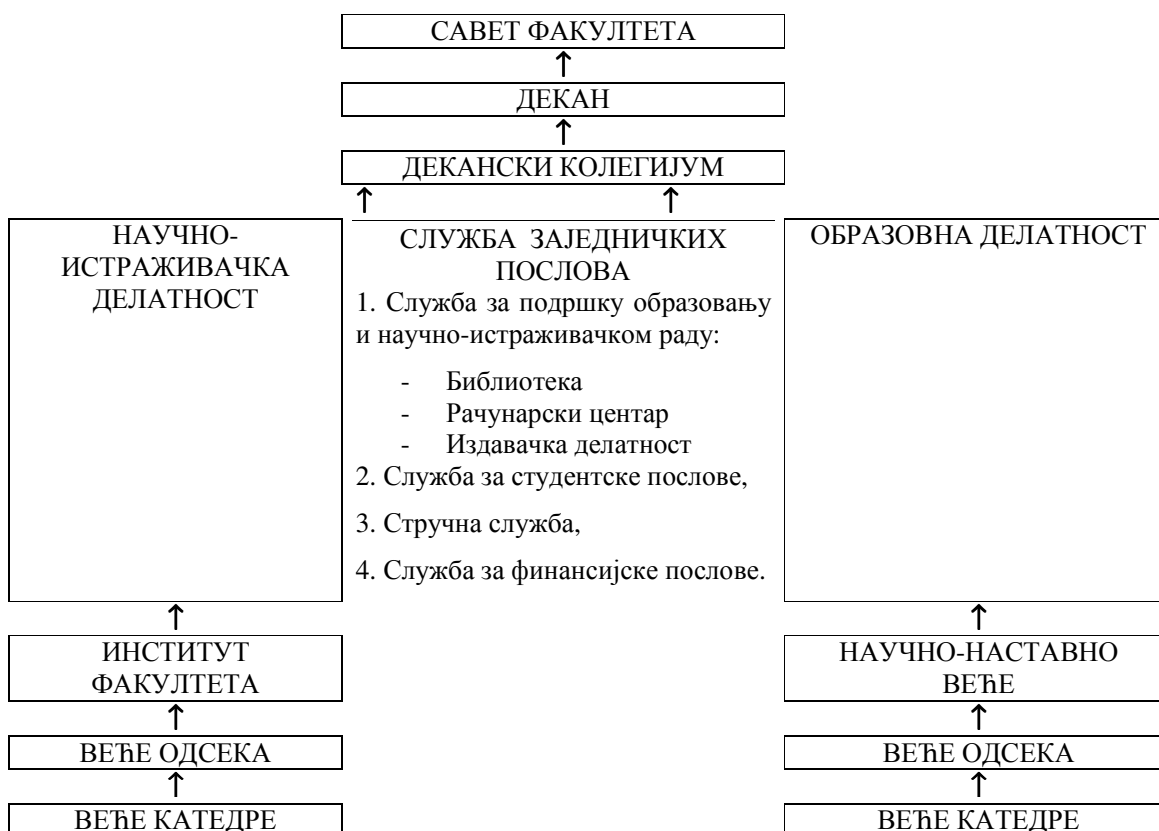 САВЕТ ФАКУЛТЕТА
↑
ДЕКАН
↑
ДЕКАНСКИ КОЛЕГИЈУМ
↑ ↑
НАУЧНО-
ИСТРАЖИВАЧКА
ДЕЛАТНОСТ
СЛУЖБА ЗАЈЕДНИЧКИХ
ПОСЛОВА
1. Служба за подршку образовању
и научно-истраживачком раду:
- Библиотека
- Рачунарски центар
- Издавачка делатност
2. Служба за студентске послове,
3. Стручна служба,
4. Служба за финансијске послове.
ОБРАЗОВНА ДЕЛАТНОСТ
↑
ИНСТИТУТ
ФАКУЛТЕТА
↑
ВЕЋЕ ОДСЕКА
↑
ВЕЋЕ КАТЕДРЕ
↑
НАУЧНО-НАСТАВНО
ВЕЋЕ
↑
ВЕЋЕ ОДСЕКА
↑
ВЕЋЕ КАТЕДРЕ